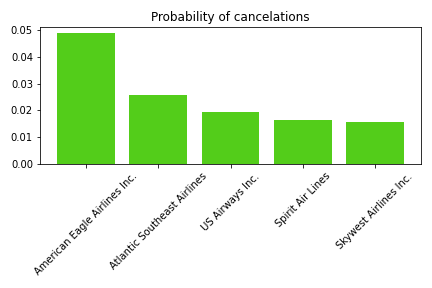 Probability of cancelations
0.05
0.04
0.03
0.02
0.01
0.00
American Eagle Airlines Inc.
Atlantic Southeast Airlines
US Airways Inc.
Spirit Air Lines
Skywest Airlines Inc.